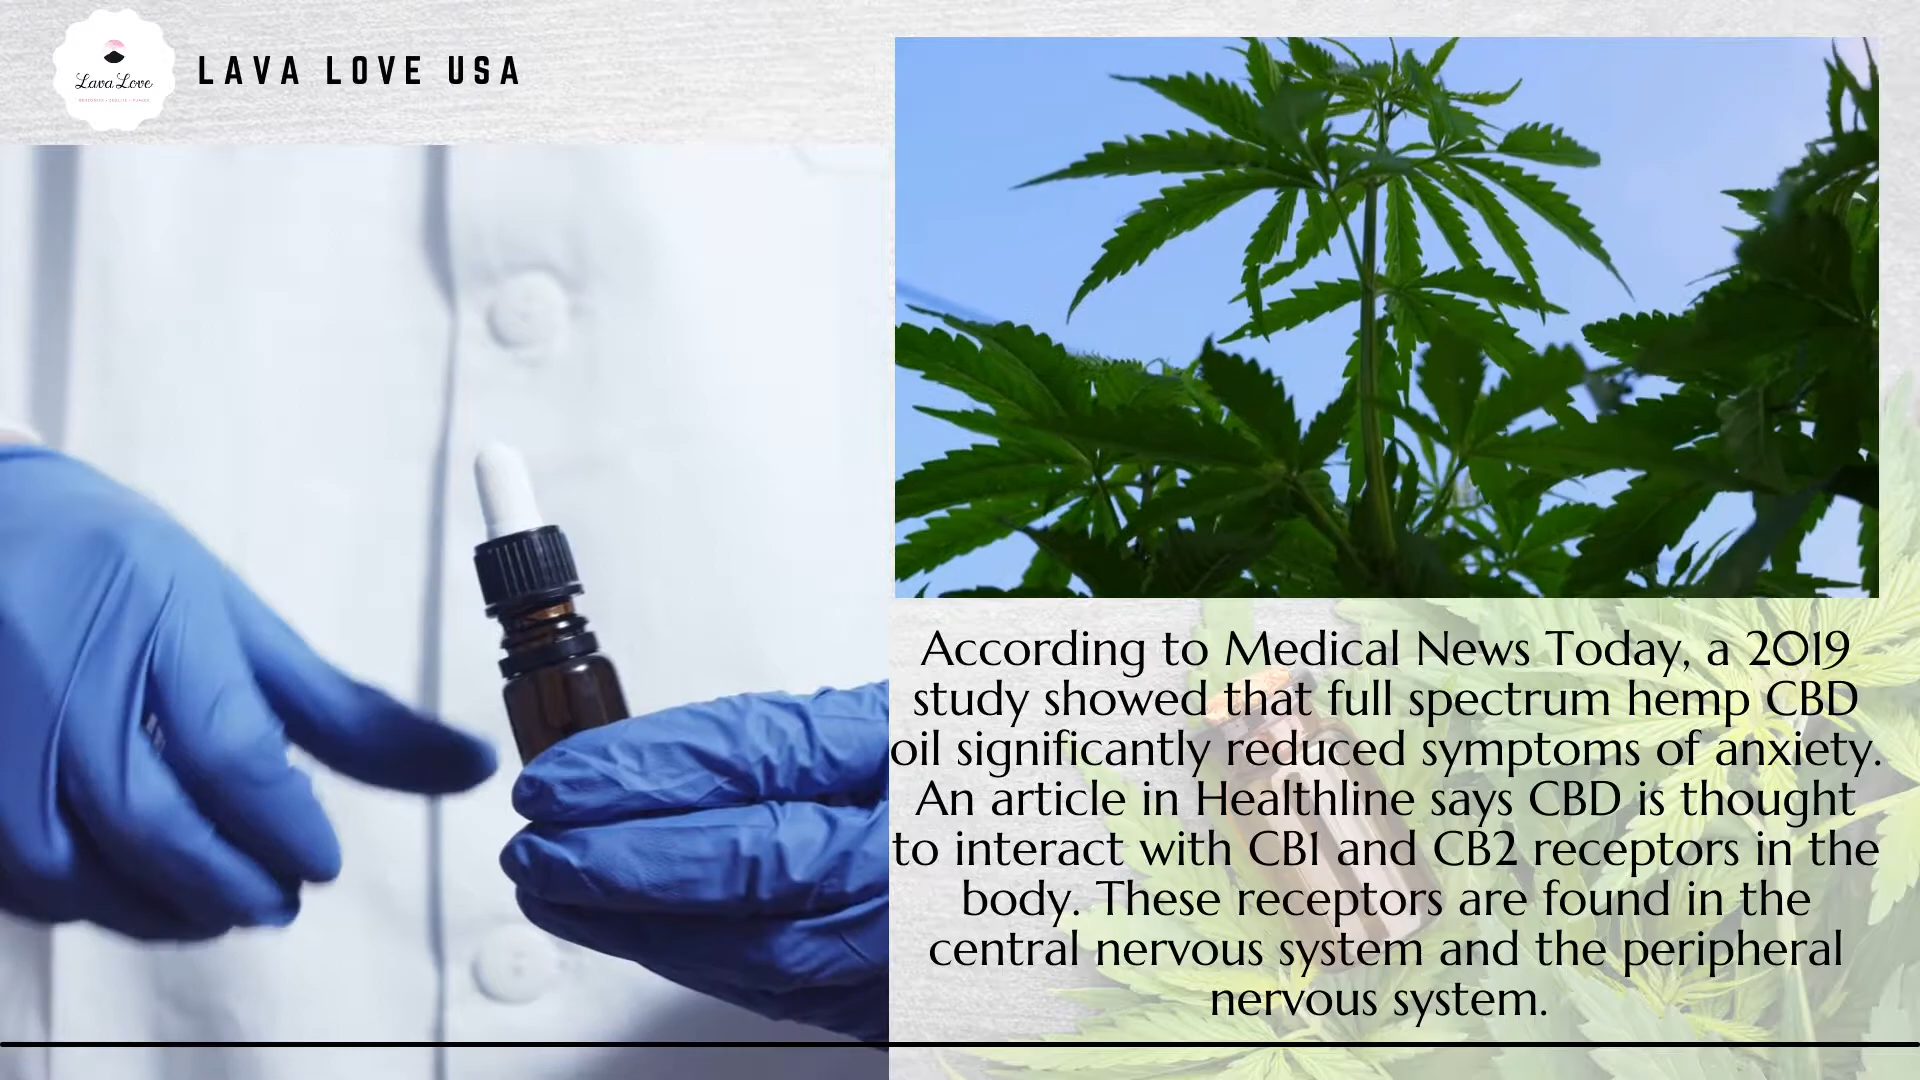 Lava Love
LAVA LOVE USA
According to Medical News Today, a 2019
study showed that full spectrum hemp CBD
oil significantly reduced symptoms of anxiety.
An article in Healthline says CBD is thought
to interact with CB1 and CB2 receptors in the
body. These receptors are found in the
central nervous system and the peripheral
nervous system.